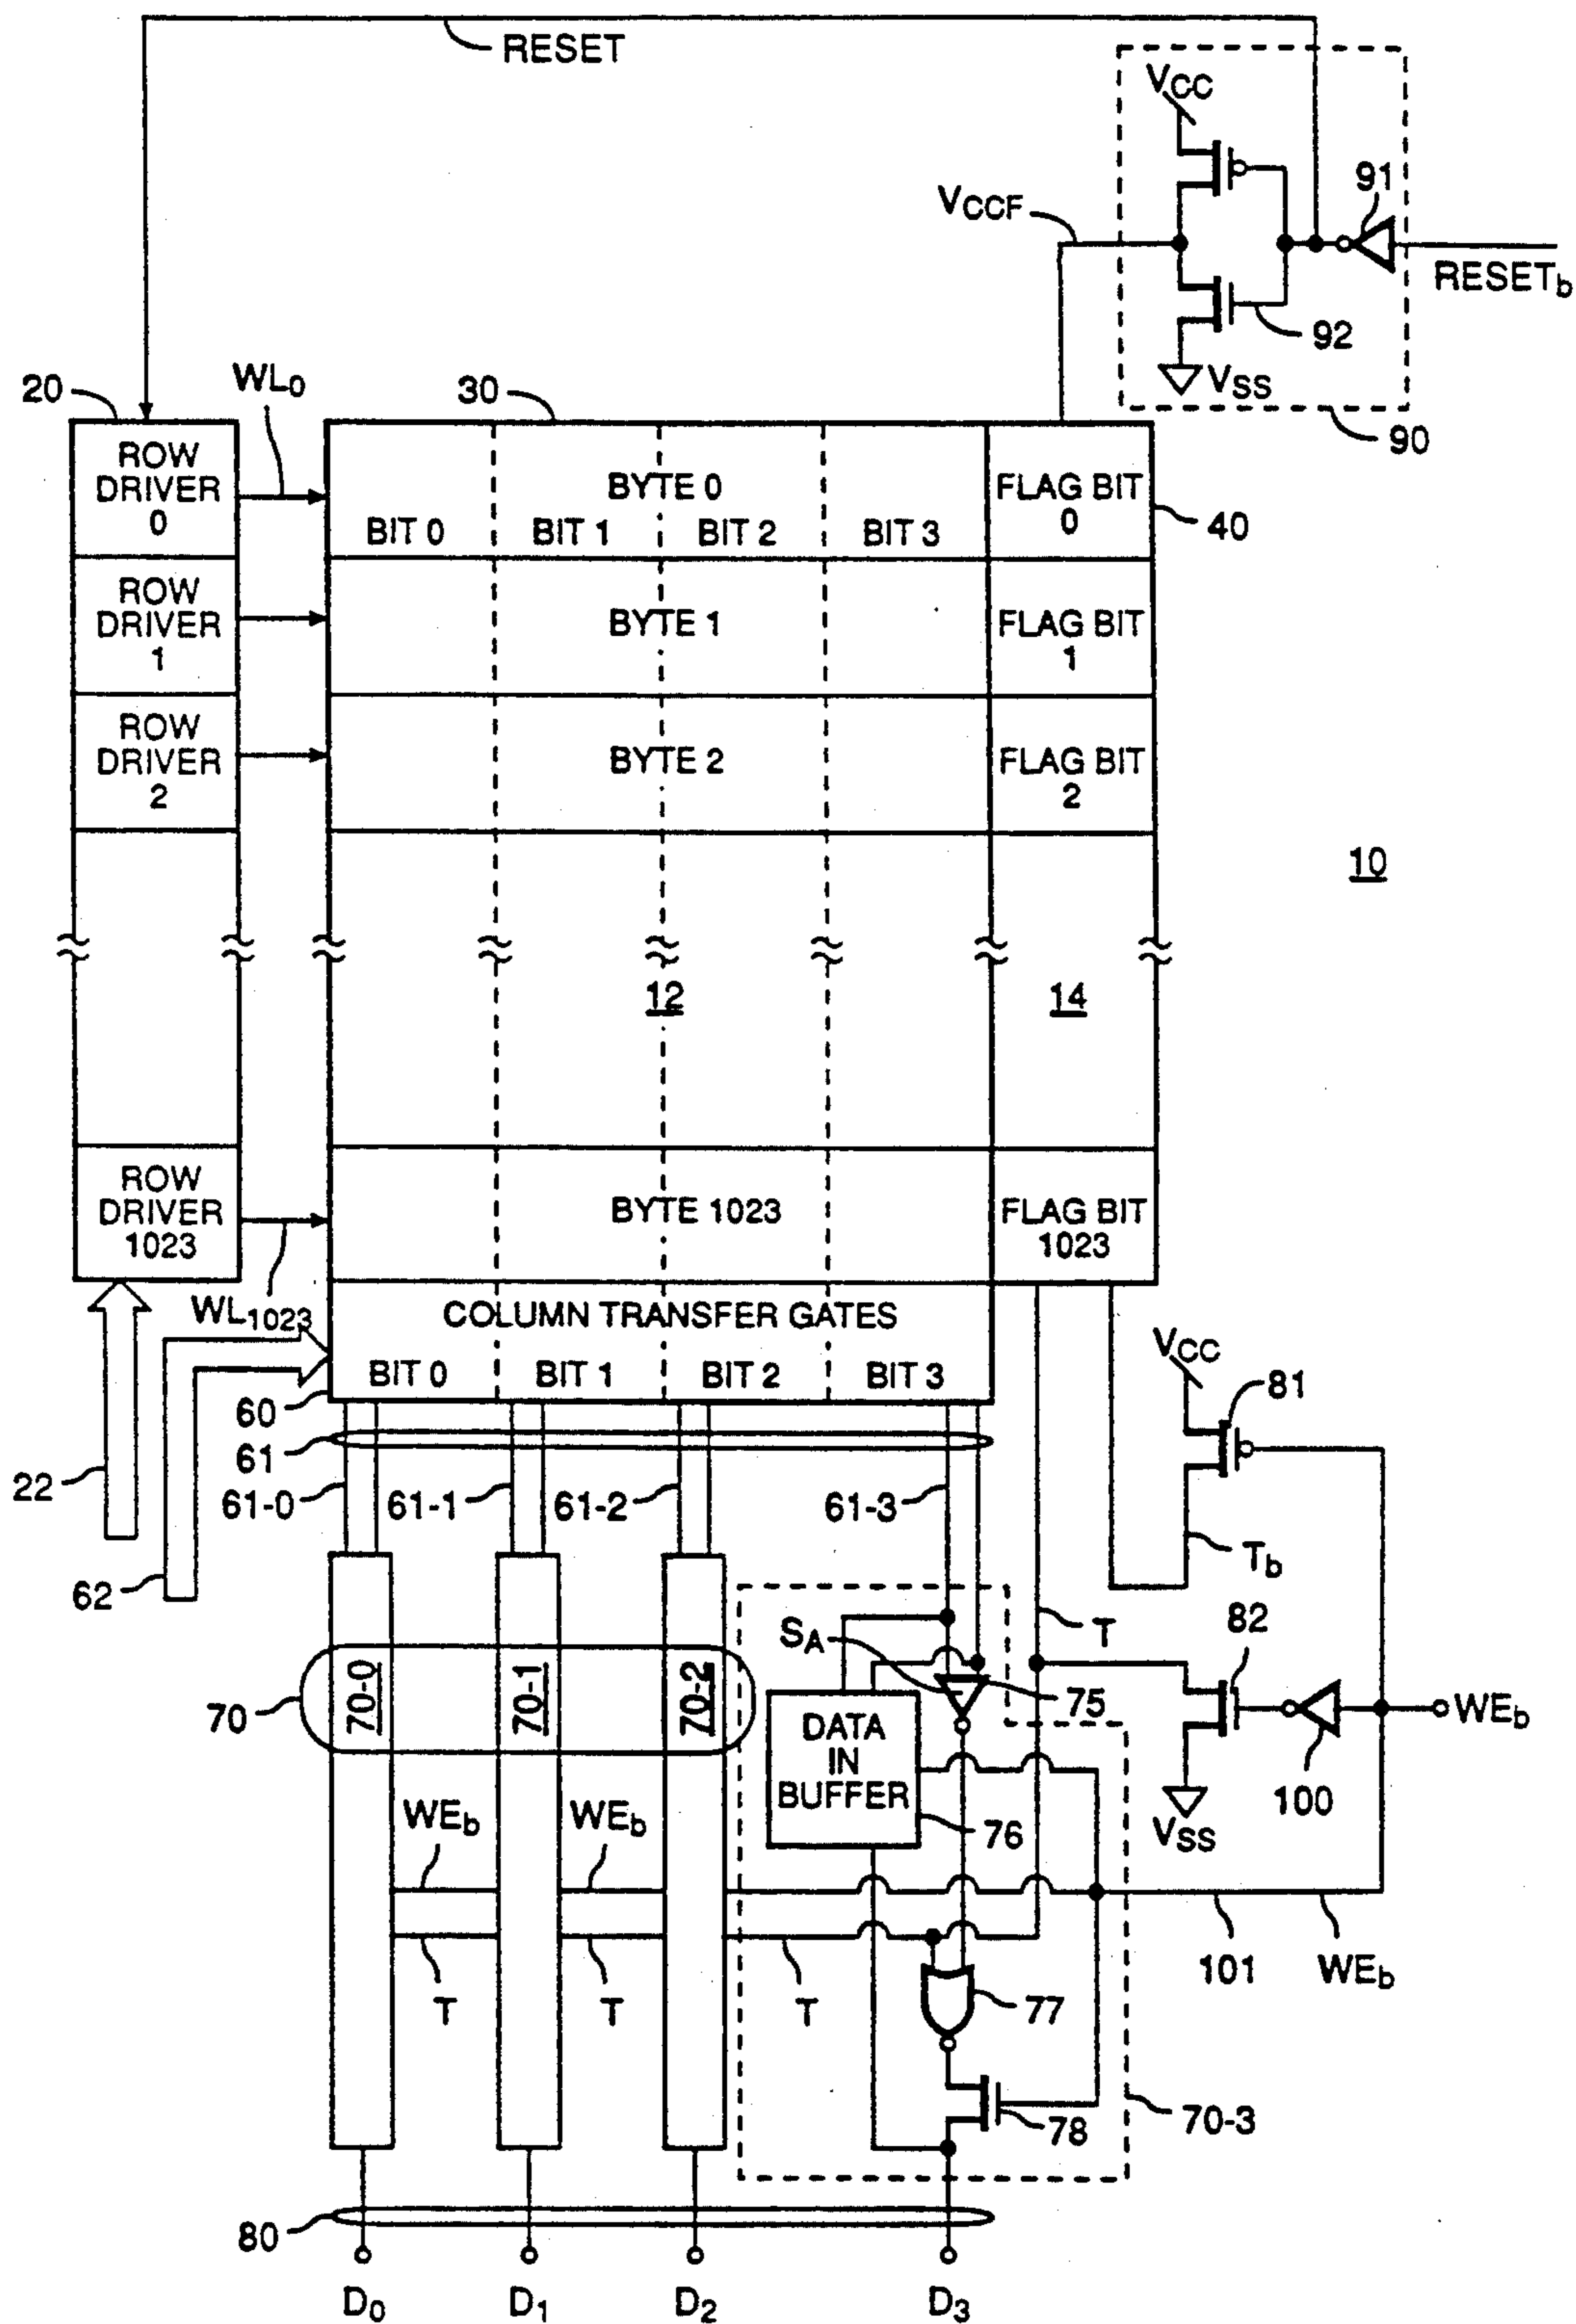 RESET
VCC
91
VCCF
RESETb
92
VSS
90
20
WL0
30
ROW DRIVER 0
BYTE 0
BIT 0 BIT 1 BIT 2 BIT 3
FLAG BIT 0
40
ROW DRIVER 1
BYTE 1
FLAG BIT 1
ROW DRIVER 2
BYTE 2
FLAG BIT 2
10
12
14
ROW DRIVER 1023
BYTE 1023
FLAG BIT 1023
WL1023
COLUMN TRANSFER GATES
BIT 0 BIT 1 BIT 2 BIT 3
VCC
81
60
61
22
61-0
61-1
61-2
61-3
62
Tb
T
82
SA
75
70
70-0
70-1
70-2
DATA IN BUFFER
76
WEb
100
VSS
WEb
WEb
101
WEb
T
T
T
77
78
70-3
80
D0
D1
D2
D3